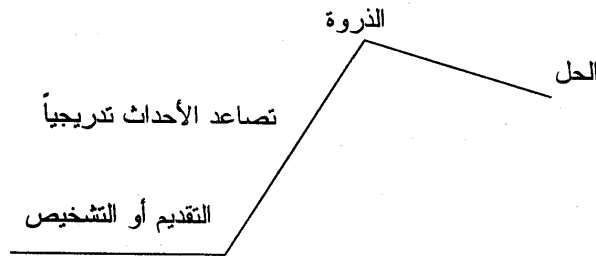 الذروة
الحل
تصاعد الأحداث تدريجياً
التقديم أو التشخيص